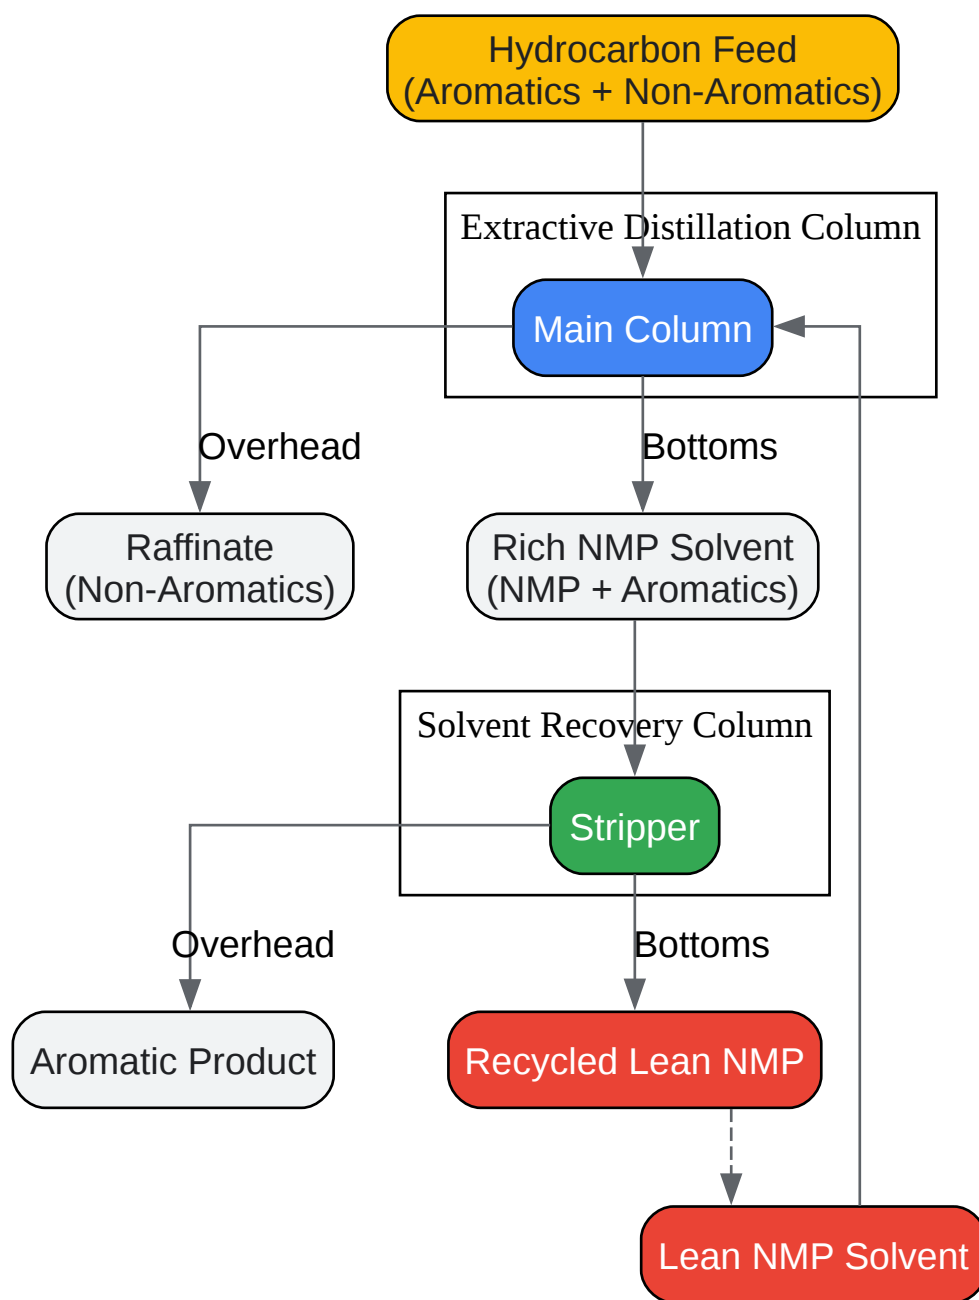 Hydrocarbon Feed
(Aromatics + Non-Aromatics)
Extractive Distillation Column
Main Column
Overhead
Bottoms
Raffinate
(Non-Aromatics)
Rich NMP Solvent
(NMP + Aromatics)
Solvent Recovery Column
Stripper
Overhead
Bottoms
Aromatic Product
Recycled Lean NMP
Lean NMP Solvent